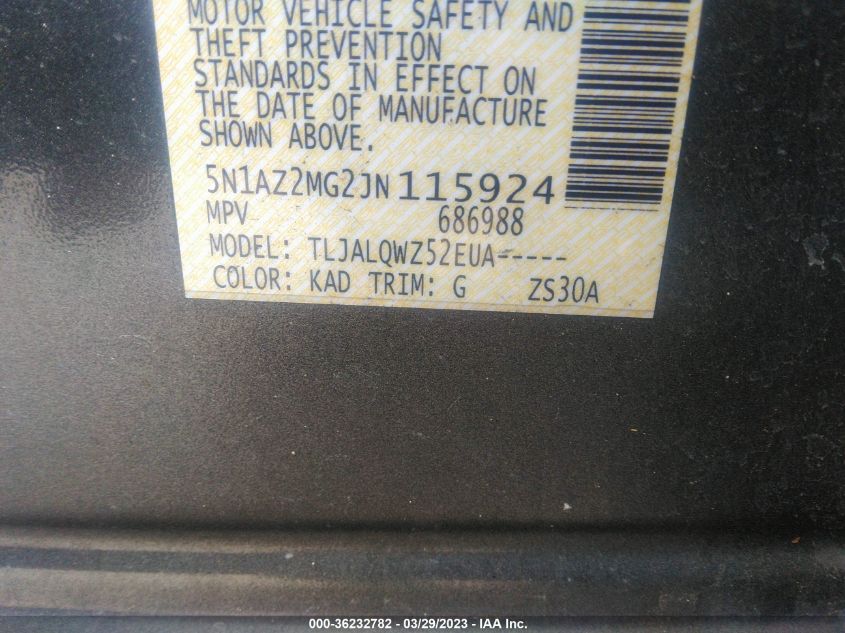 MOTOR VEHICLE SAFETY AND
THEFT PREVENTION
STANDARDS IN EFFECT ON
THE DATE OF MANUFACTURE
SHOWN ABOVE.
5N1AZ2MG2JN115924
MPV 686988
MODEL: TLJALQWZ52EUA-----
COLOR: KAD TRIM: G ZS30A
000-36232782 - 03/29/2023 - IAA Inc.